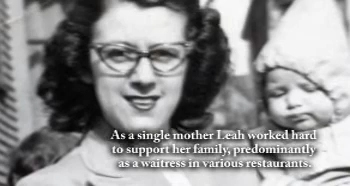 As a single mother Leah worked hard
to support her family, predominantly
as a waitress in various restaurants.